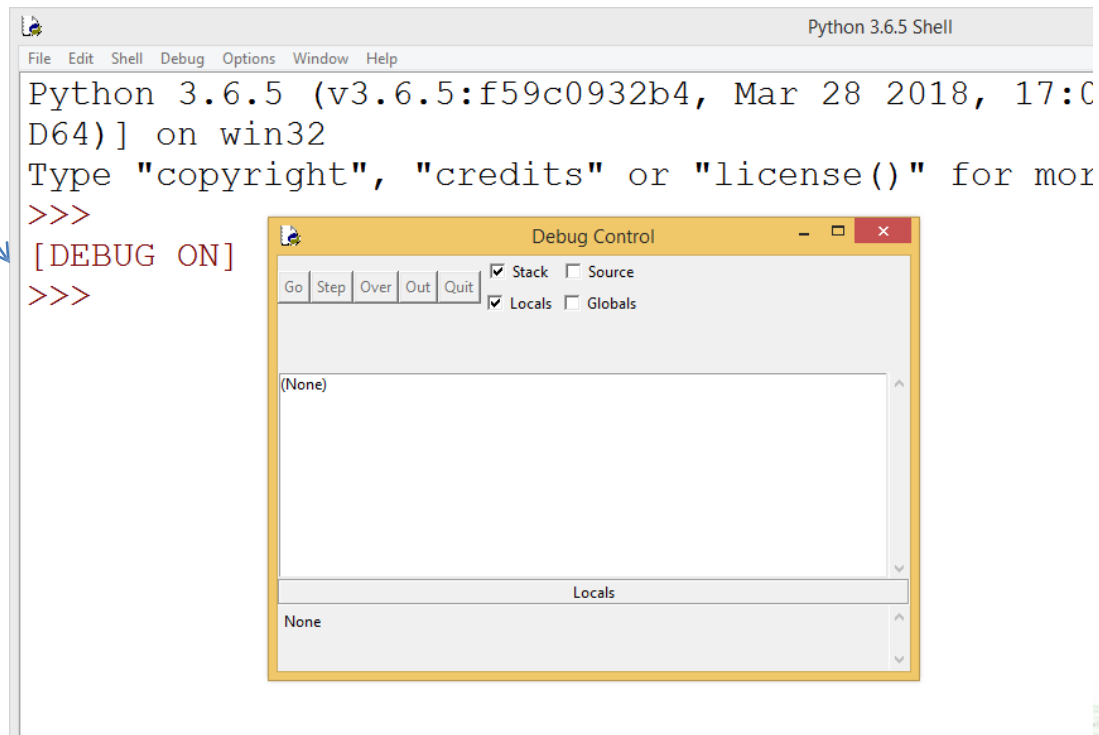 Python 3.6.5 Shell
File Edit Shell Debug Options Window Help
Python 3.6.5 (v3.6.5:f59c0932b4, Mar 28 2018, 17:0
D64)] on win32
Type "copyright", "credits" or "license()" for mor
>>>
[DEBUG ON]
>>>
Debug Control
Go Step Over Out Quit
Stack Source
Locals Globals
(None)
Locals
None